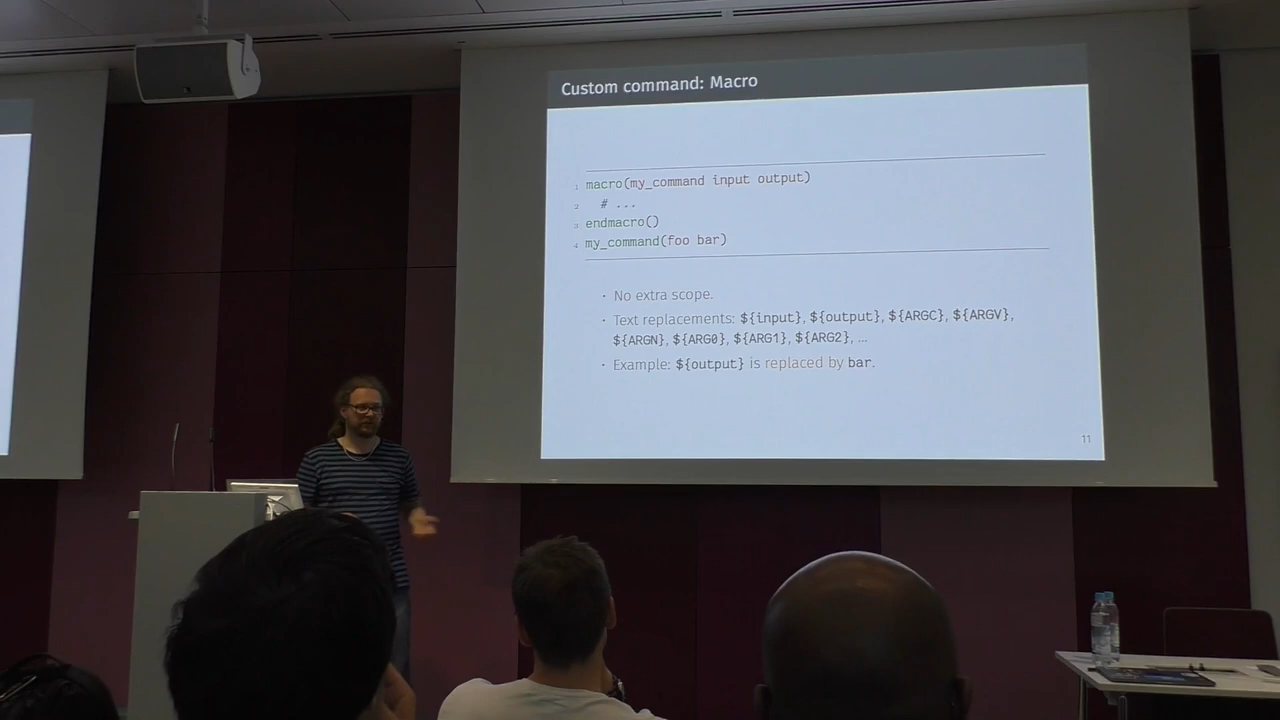 Custom command: Macro
1 macro(my_command input output)
2 # ...
3 endmacro()
4 my_command(foo bar)
• No extra scope.
• Text replacements: ${input}, ${output}, ${ARGC}, ${ARGV},
${ARGN}, ${ARG0}, ${ARG1}, ${ARG2}, ...
• Example: ${output} is replaced by bar.
11